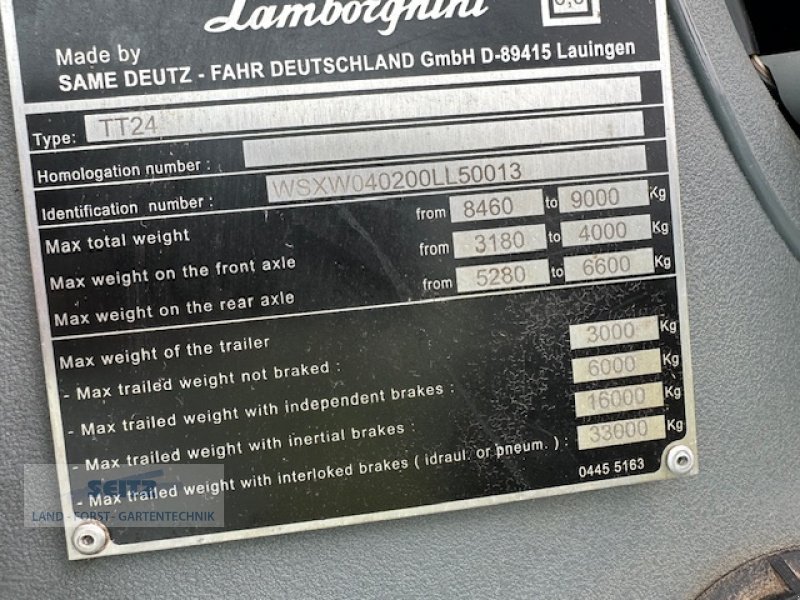 Lamborghini
Made by
SAME DEUTZ - FAHR DEUTSCHLAND GmbH D-89415 Lauingen
Type: TT24
Homologation number :
Identification number : WSXW040200LL50013
Max total weight from 8460 to 9000 Kg
Max weight on the front axle from 3180 to 4000 Kg
Max weight on the rear axle from 5280 to 6600 Kg
Max weight of the trailer
- Max trailed weight not braked : 3000 Kg
- Max trailed weight with independent brakes : 6000 Kg
- Max trailed weight with inertial brakes : 16000 Kg
- Max trailed weight with interloked brakes ( idraul. or pneum. ) : 33000 Kg
0445 5163
SEITZ
LAND - FORST - GARTENTECHNIK